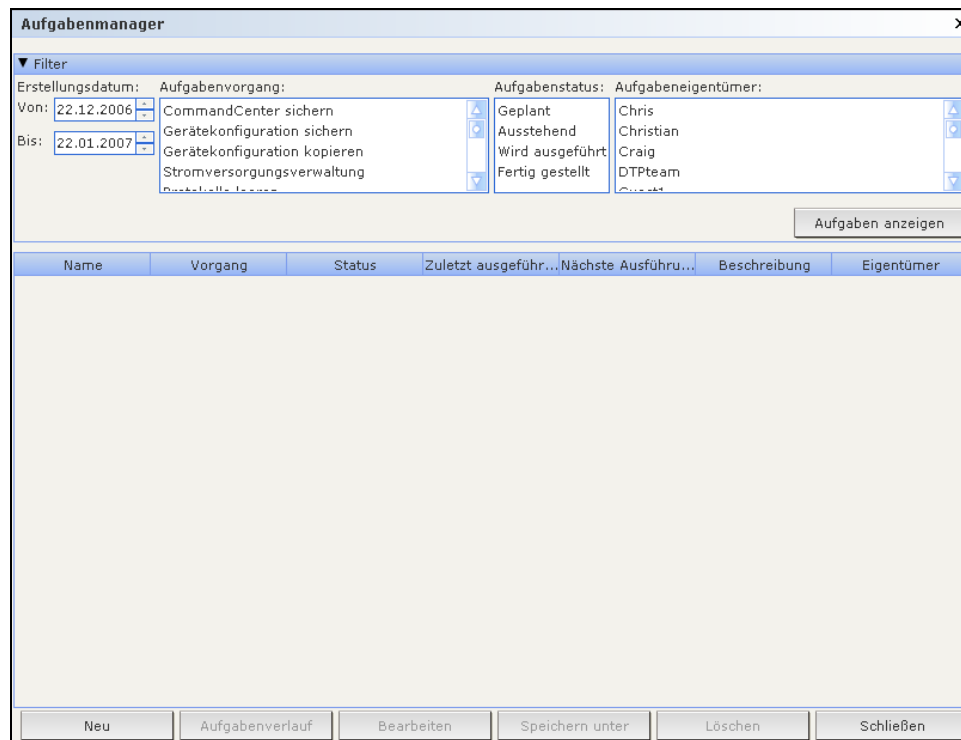 Aufgabenmanager
Filter
Erstellungsdatum: Aufgabenvorgang: Aufgabenstatus: Aufgabeneigentümer:
Von: 22.12.2006
Bis: 22.01.2007
CommandCenter sichern
Gerätekonfiguration sichern
Gerätekonfiguration kopieren
Stromversorgungsverwaltung
Geplant
Ausstehend
Wird ausgeführt
Fertig gestellt
Chris
Christian
Craig
DTPteam
Aufgaben anzeigen
Name Vorgang Status Zuletzt ausgeführ... Nächste Ausführu... Beschreibung Eigentümer
Neu Aufgabenverlauf Bearbeiten Speichern unter Löschen Schließen